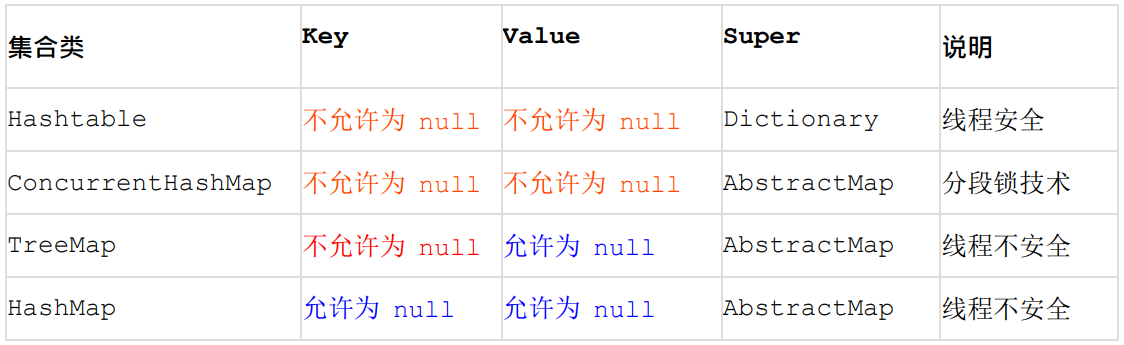 集合类 Key Value Super 说明
Hashtable 不允许为 null 不允许为 null Dictionary 线程安全
ConcurrentHashMap 不允许为 null 不允许为 null AbstractMap 分段锁技术
TreeMap 不允许为 null 允许为 null AbstractMap 线程不安全
HashMap 允许为 null 允许为 null AbstractMap 线程不安全